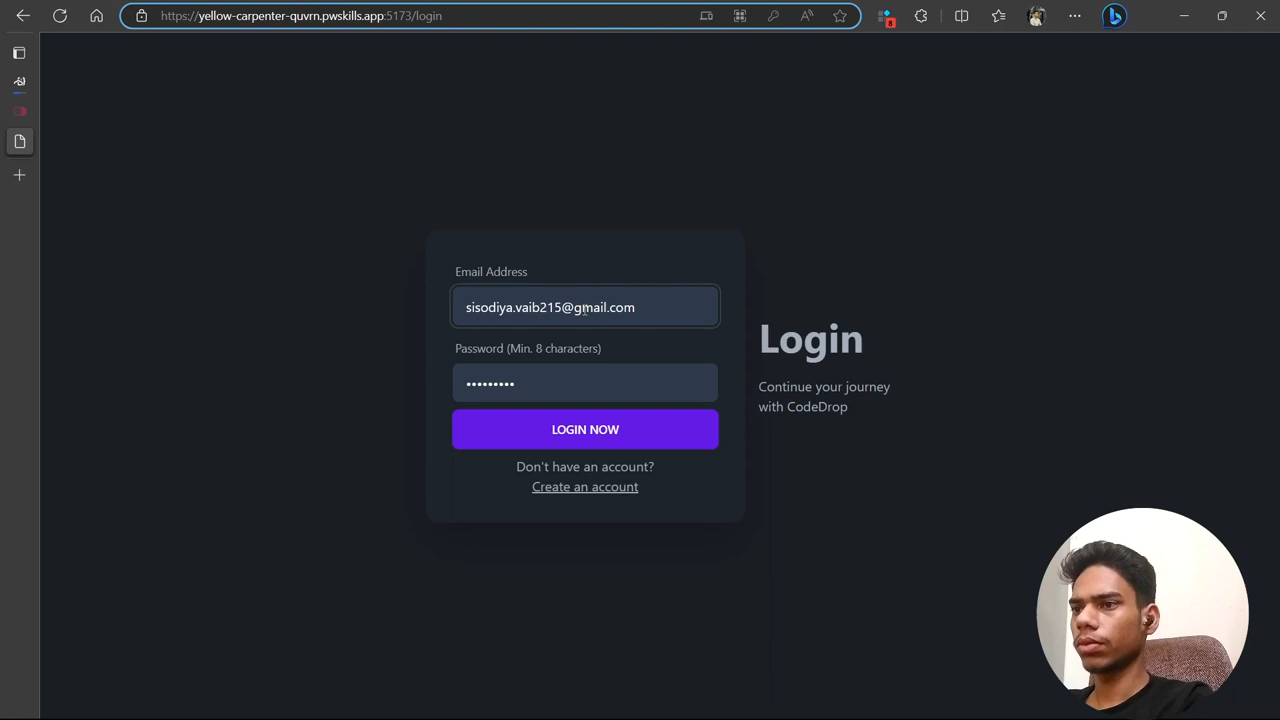 https://yellow-carpenter-quvrn.pwskills.app:5173/login
8
Email Address
sisodiya.vaib215@gmail.com
Password (Min. 8 characters)
•••••••••
LOGIN NOW
Don't have an account?
Create an account
Login
Continue your journey
with CodeDrop